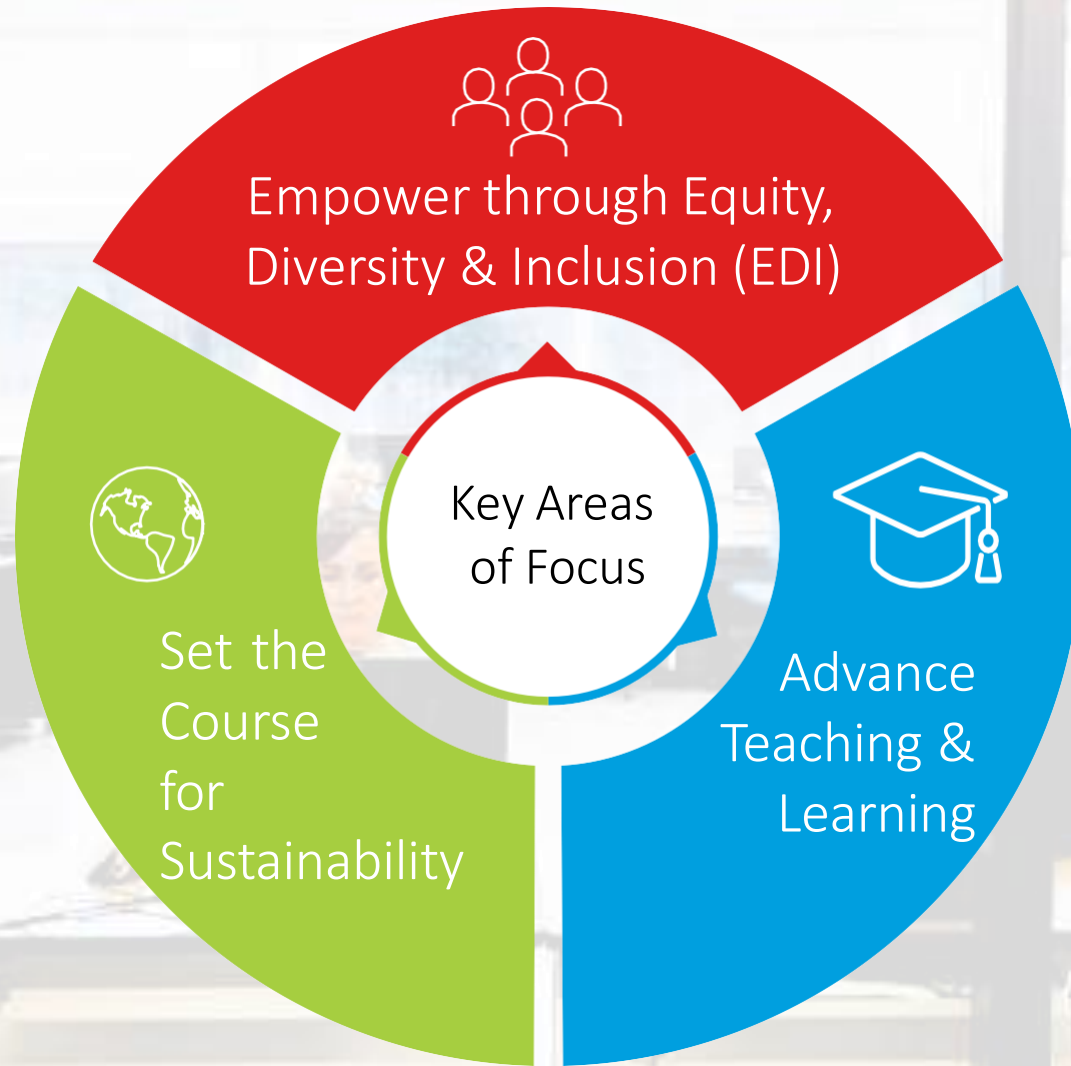 Empower through Equity,
Diversity & Inclusion (EDI)
Key Areas
of Focus
Set the
Course
for
Sustainability
Advance
Teaching &
Learning